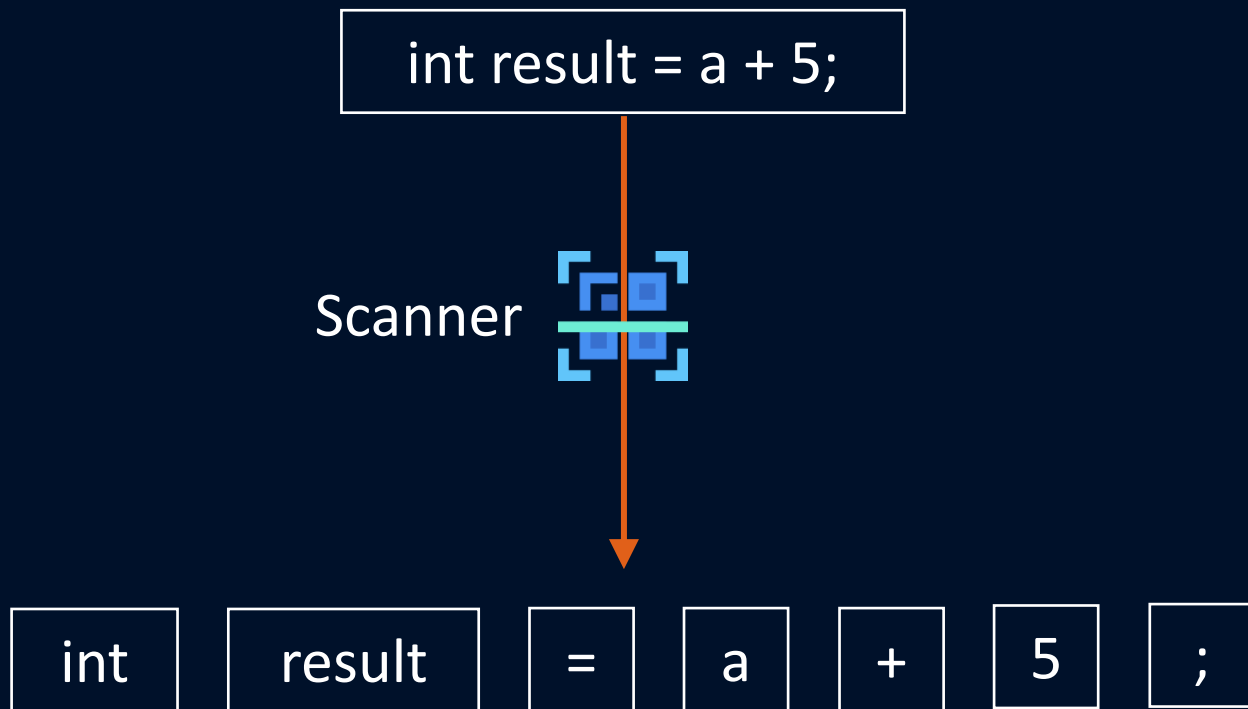 int result = a + 5;
Scanner
int result = a + 5 ;